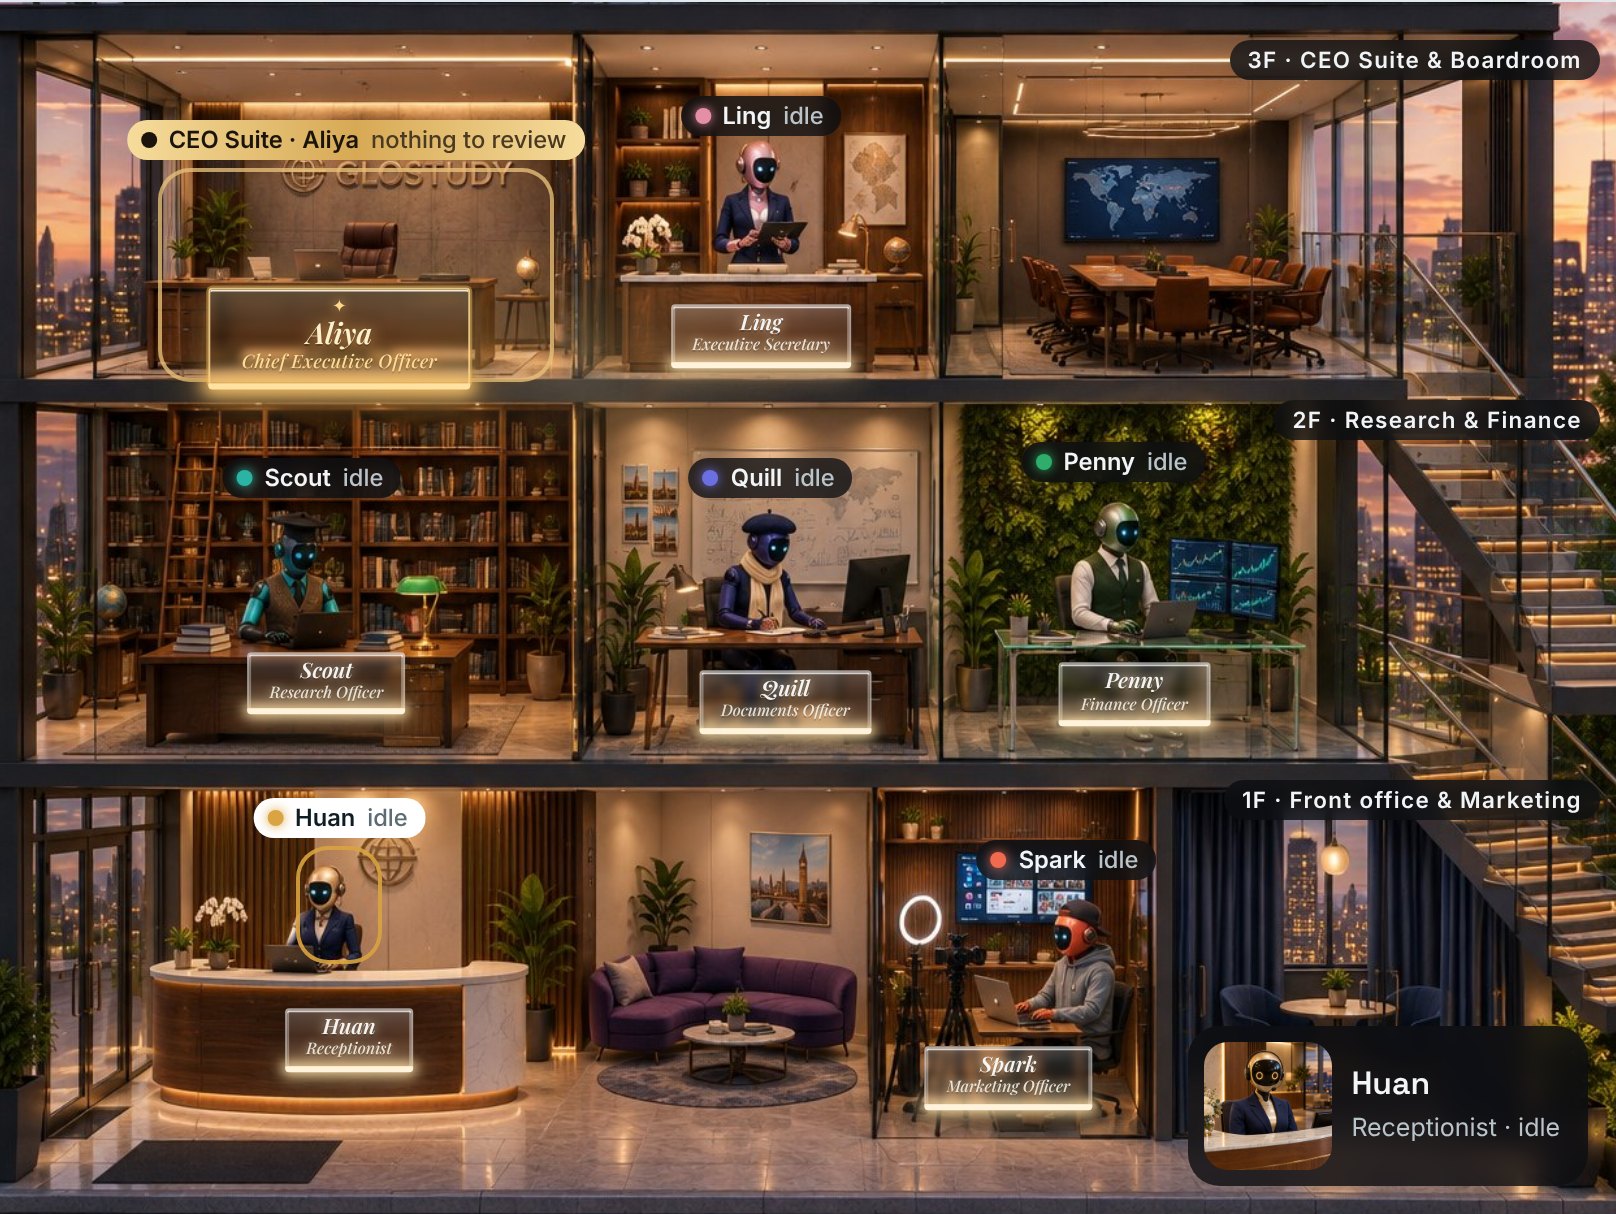 3F · CEO Suite & Boardroom
CEO Suite · Aliya nothing to review
Ling idle
GLOSTUDY
Aliya
Chief Executive Officer
Ling
Executive Secretary
2F · Research & Finance
Scout idle
Quill idle
Penny idle
Scout
Research Officer
Quill
Documents Officer
Penny
Finance Officer
1F · Front office & Marketing
Huan idle
Spark idle
Huan
Receptionist
Spark
Marketing Officer
Huan
Receptionist · idle